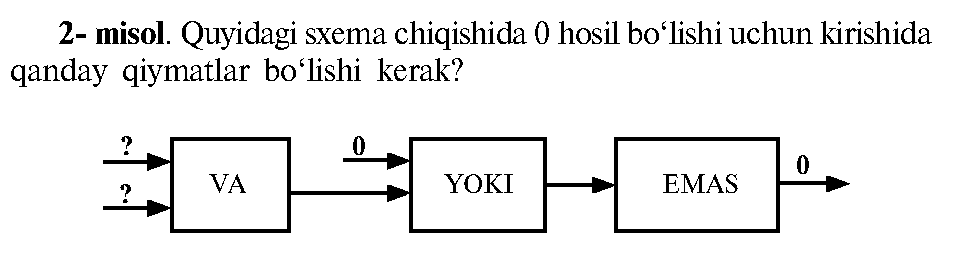 2- misol. Quyidagi sxema chiqishida 0 hosil bo‘lishi uchun kirishida
qanday qiymatlar bo‘lishi kerak?
?
?
VA
0
YOKI
EMAS
0